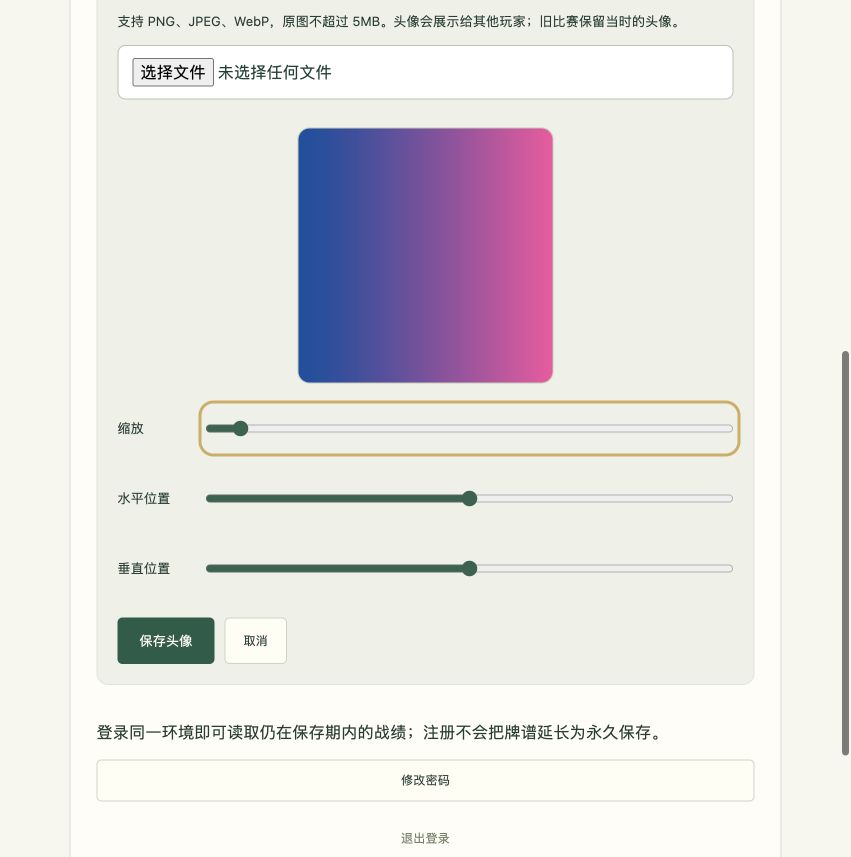 支持 PNG、JPEG、WebP，原图不超过 5MB。头像会展示给其他玩家；旧比赛保留当时的头像。
选择文件 未选择任何文件
缩放
水平位置
垂直位置
保存头像 取消
登录同一环境即可读取仍在保存期内的战绩；注册不会把牌谱延长为永久保存。
修改密码
退出登录